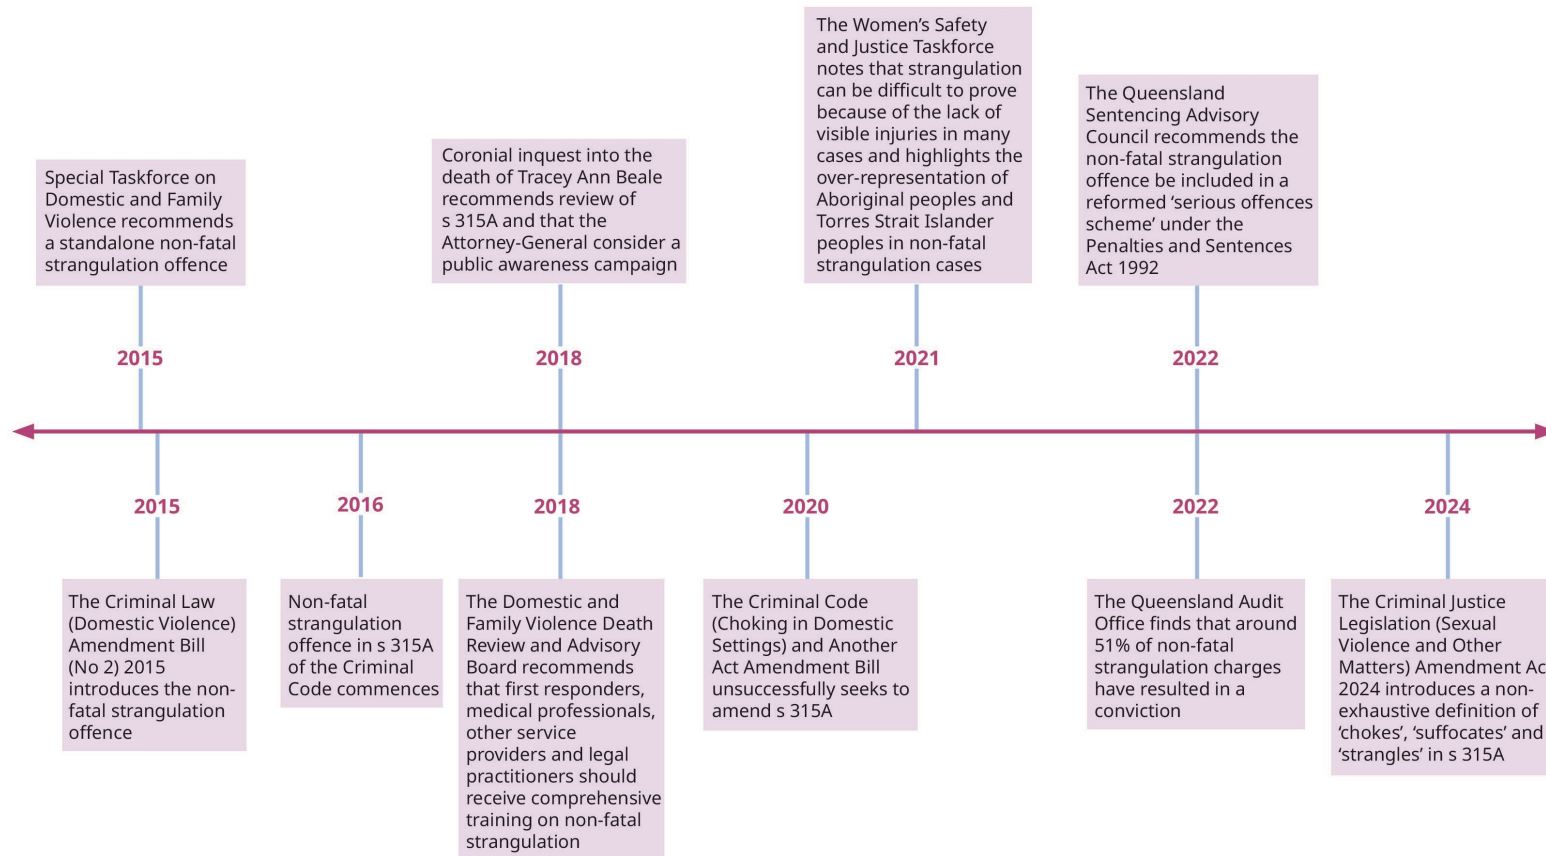 Special Taskforce on
Domestic and Family
Violence recommends
a standalone non-fatal
strangulation offence
2015
Coronial inquest into the
death of Tracey Ann Beale
recommends review of
s 315A and that the
Attorney-General consider a
public awareness campaign
2018
The Women’s Safety
and Justice Taskforce
notes that strangulation
can be difficult to prove
because of the lack of
visible injuries in many
cases and highlights the
over-representation of
Aboriginal peoples and
Torres Strait Islander
peoples in non-fatal
strangulation cases
2021
The Queensland
Sentencing Advisory
Council recommends the
non-fatal strangulation
offence be included in a
reformed ‘serious offences
scheme’ under the
Penalties and Sentences
Act 1992
2022
2015
The Criminal Law
(Domestic Violence)
Amendment Bill
(No 2) 2015
introduces the non-
fatal strangulation
offence
2016
Non-fatal
strangulation
offence in s 315A
of the Criminal
Code commences
2018
The Domestic and
Family Violence Death
Review and Advisory
Board recommends
that first responders,
medical professionals,
other service
providers and legal
practitioners should
receive comprehensive
training on non-fatal
strangulation
2020
The Criminal Code
(Choking in Domestic
Settings) and Another
Act Amendment Bill
unsuccessfully seeks to
amend s 315A
2022
The Queensland Audit
Office finds that around
51% of non-fatal
strangulation charges
have resulted in a
conviction
2024
The Criminal Justice
Legislation (Sexual
Violence and Other
Matters) Amendment Ac
2024 introduces a non-
exhaustive definition of
‘chokes’, ‘suffocates’ and
‘strangles’ in s 315A